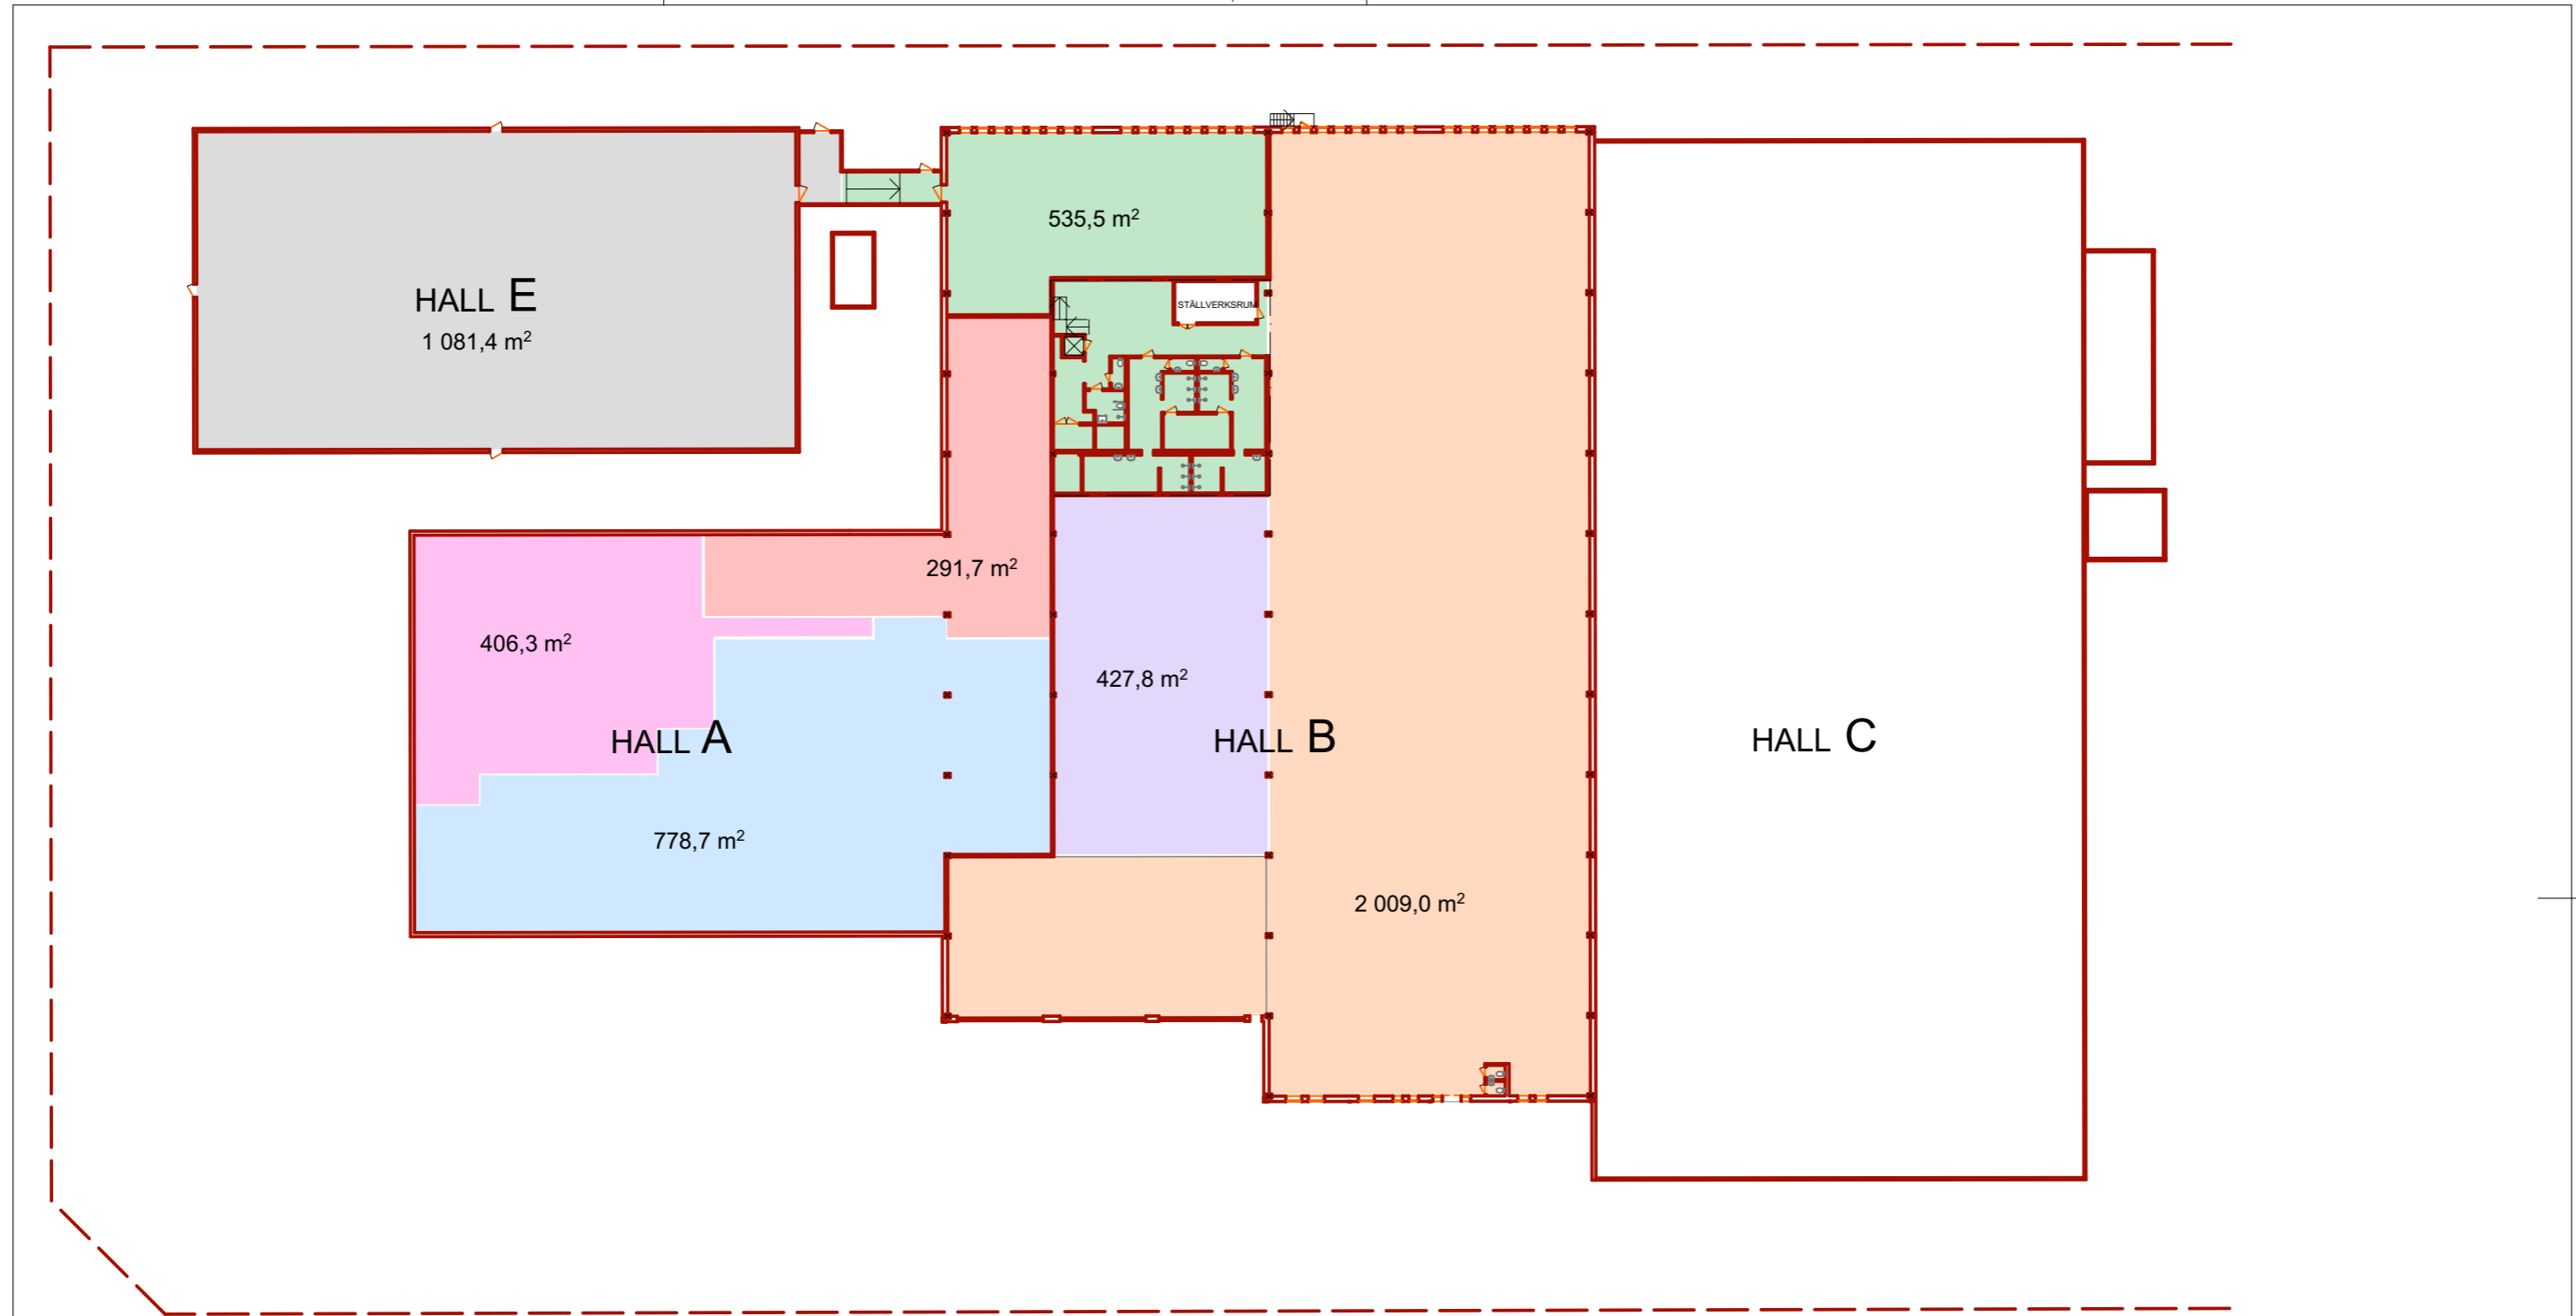 535,5 m²
HALL E
1 081,4 m²
STÄLLVERKSRUM
291,7 m²
406,3 m²
427,8 m²
HALL A
HALL B
HALL C
778,7 m²
2 009,0 m²